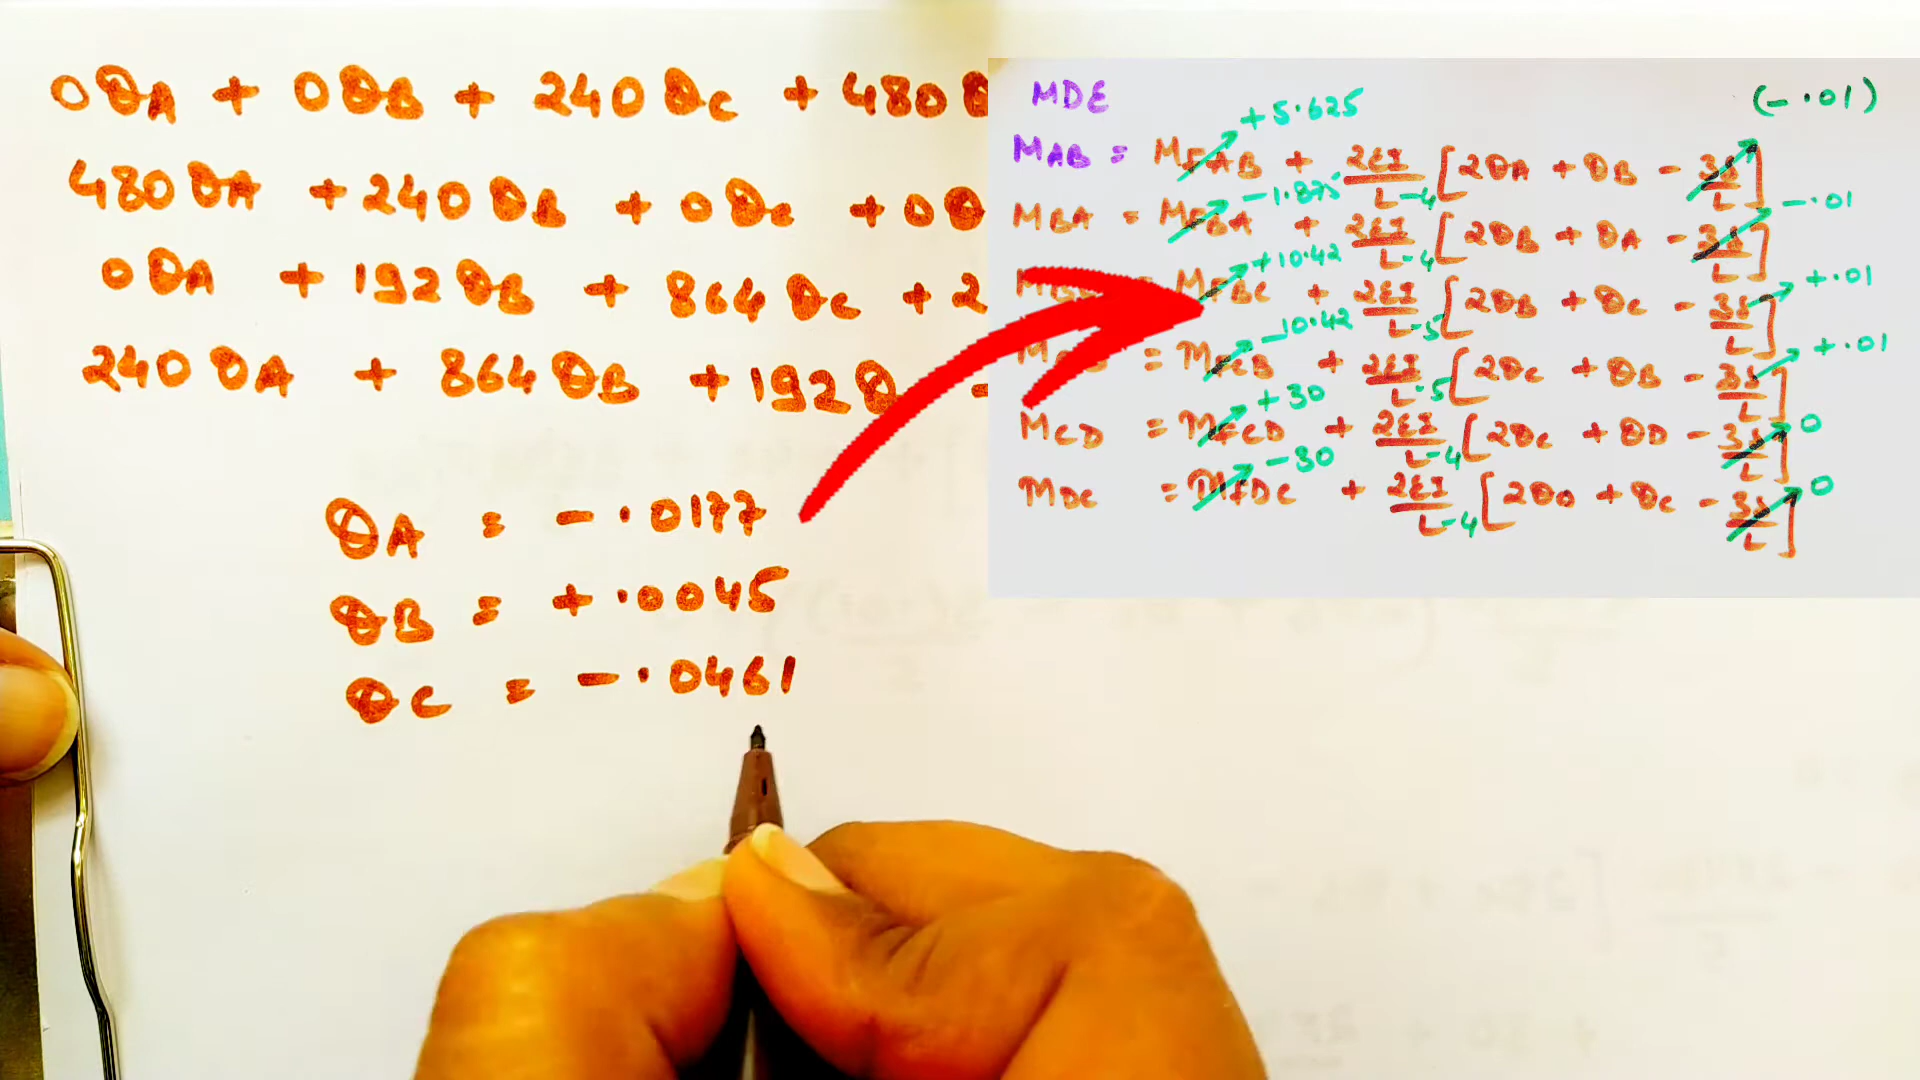 0θA + 0θB + 240θC + 480θ
480θA + 240θB + 0θC + 0θ
0θA + 192θB + 864θC + 2
240θA + 864θB + 192θ
θA = -.0177
θB = +.0045
θC = -.0461
MDE
(-.01)
+5.625
MAB = MFAB + 2EI/L-4 [2θA + θB - 3δ/L]
-1.875
-.01
MBA = MFBA + 2EI/L-4 [2θB + θA - 3δ/L]
+10.42
+.01
MFBC + 2EI/L-5 [2θB + θC - 3δ/L]
-10.42
+.01
= MFCB + 2EI/L-5 [2θC + θB - 3δ/L]
+30
0
MCD = MFCD + 2EI/L-4 [2θC + θD - 3δ/L]
-30
0
MDC = MFDC + 2EI/L-4 [2θD + θC - 3δ/L]